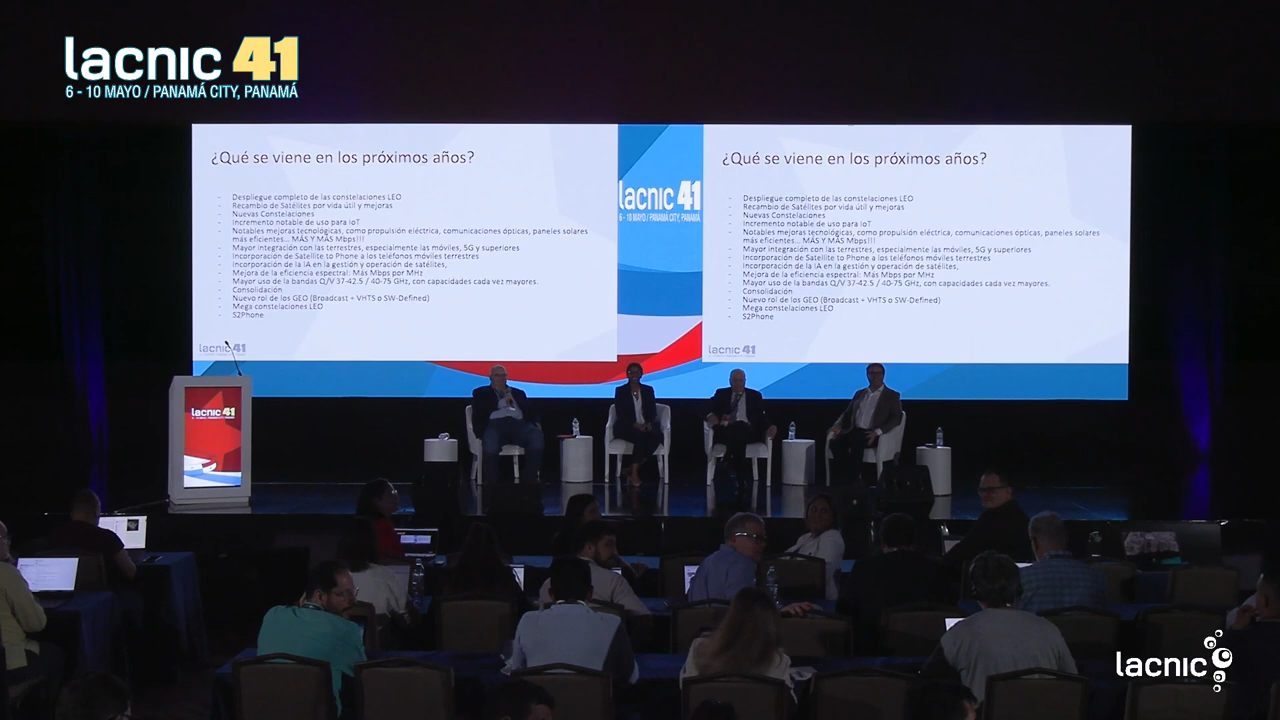 lacnic 41
6 - 10 MAYO / PANAMÁ CITY, PANAMÁ
¿Qué se viene en los próximos años?
- Despliegue completo de las constelaciones LEO
- Recambio de Satélites por vida útil y mejoras
- Nuevas Constelaciones
- Incremento notable de uso para IoT
- Notables mejoras tecnológicas, como propulsión eléctrica, comunicaciones ópticas, paneles solares
más eficientes... MÁS Y MÁS Mbps!!!
- Mayor integración con las terrestres, especialmente las móviles, 5G y superiores
- Incorporación de Satellite to Phone a los teléfonos móviles terrestres
- Incorporación de la IA en la gestión y operación de satélites,
- Mejora de la eficiencia espectral: Más Mbps por MHz
- Mayor uso de la bandas Q/V 37-42.5 / 40-75 GHz, con capacidades cada vez mayores.
- Consolidación
- Nuevo rol de los GEO (Broadcast + VHTS o SW-Defined)
- Mega constelaciones LEO
- S2Phone
lacnic 41
lacnic 41
6 - 10 MAYO / PANAMÁ CITY, PANAMÁ
¿Qué se viene en los próximos años?
- Despliegue completo de las constelaciones LEO
- Recambio de Satélites por vida útil y mejoras
- Nuevas Constelaciones
- Incremento notable de uso para IoT
- Notables mejoras tecnológicas, como propulsión eléctrica, comunicaciones ópticas, paneles solares
más eficientes... MÁS Y MÁS Mbps!!!
- Mayor integración con las terrestres, especialmente las móviles, 5G y superiores
- Incorporación de Satellite to Phone a los teléfonos móviles terrestres
- Incorporación de la IA en la gestión y operación de satélites,
- Mejora de la eficiencia espectral: Más Mbps por MHz
- Mayor uso de la bandas Q/V 37-42.5 / 40-75 GHz, con capacidades cada vez mayores.
- Consolidación
- Nuevo rol de los GEO (Broadcast + VHTS o SW-Defined)
- Mega constelaciones LEO
- S2Phone
lacnic 41
lacnic 41
lacnic